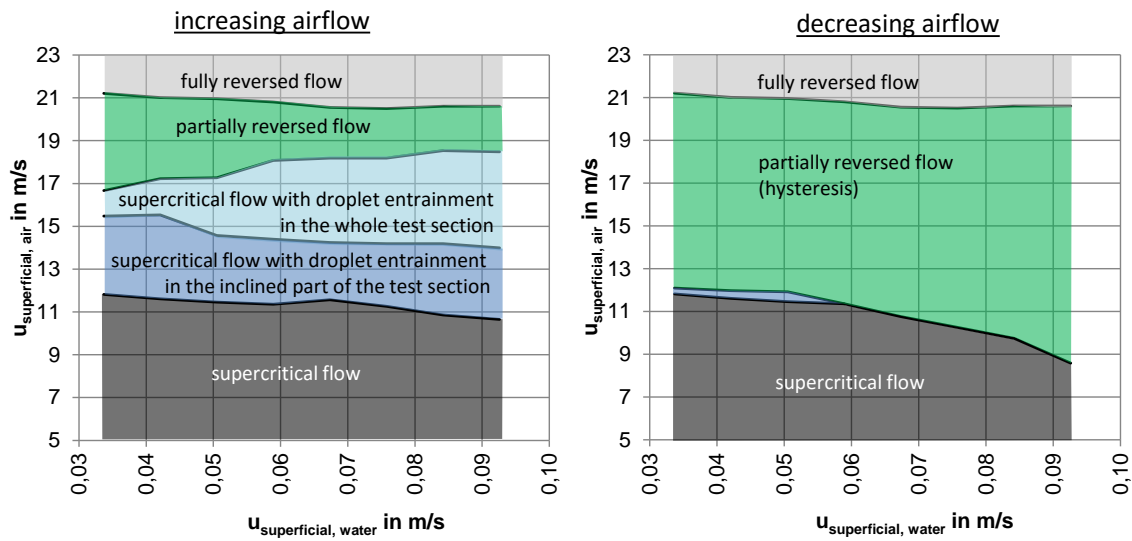 increasing airflow
23
21
19
17
15
13
11
9
7
5
u superficial, air in m/s
fully reversed flow
partially reversed flow
supercritical flow with droplet entrainment
in the whole test section
supercritical flow with droplet entrainment
in the inclined part of the test section
supercritical flow
0,03
0,04
0,05
0,06
0,07
0,08
0,09
0,10
u superficial, water in m/s
decreasing airflow
23
21
19
17
15
13
11
9
7
5
u superficial, air in m/s
fully reversed flow
partially reversed flow
(hysteresis)
supercritical flow
0,03
0,04
0,05
0,06
0,07
0,08
0,09
0,10
u superficial, water in m/s